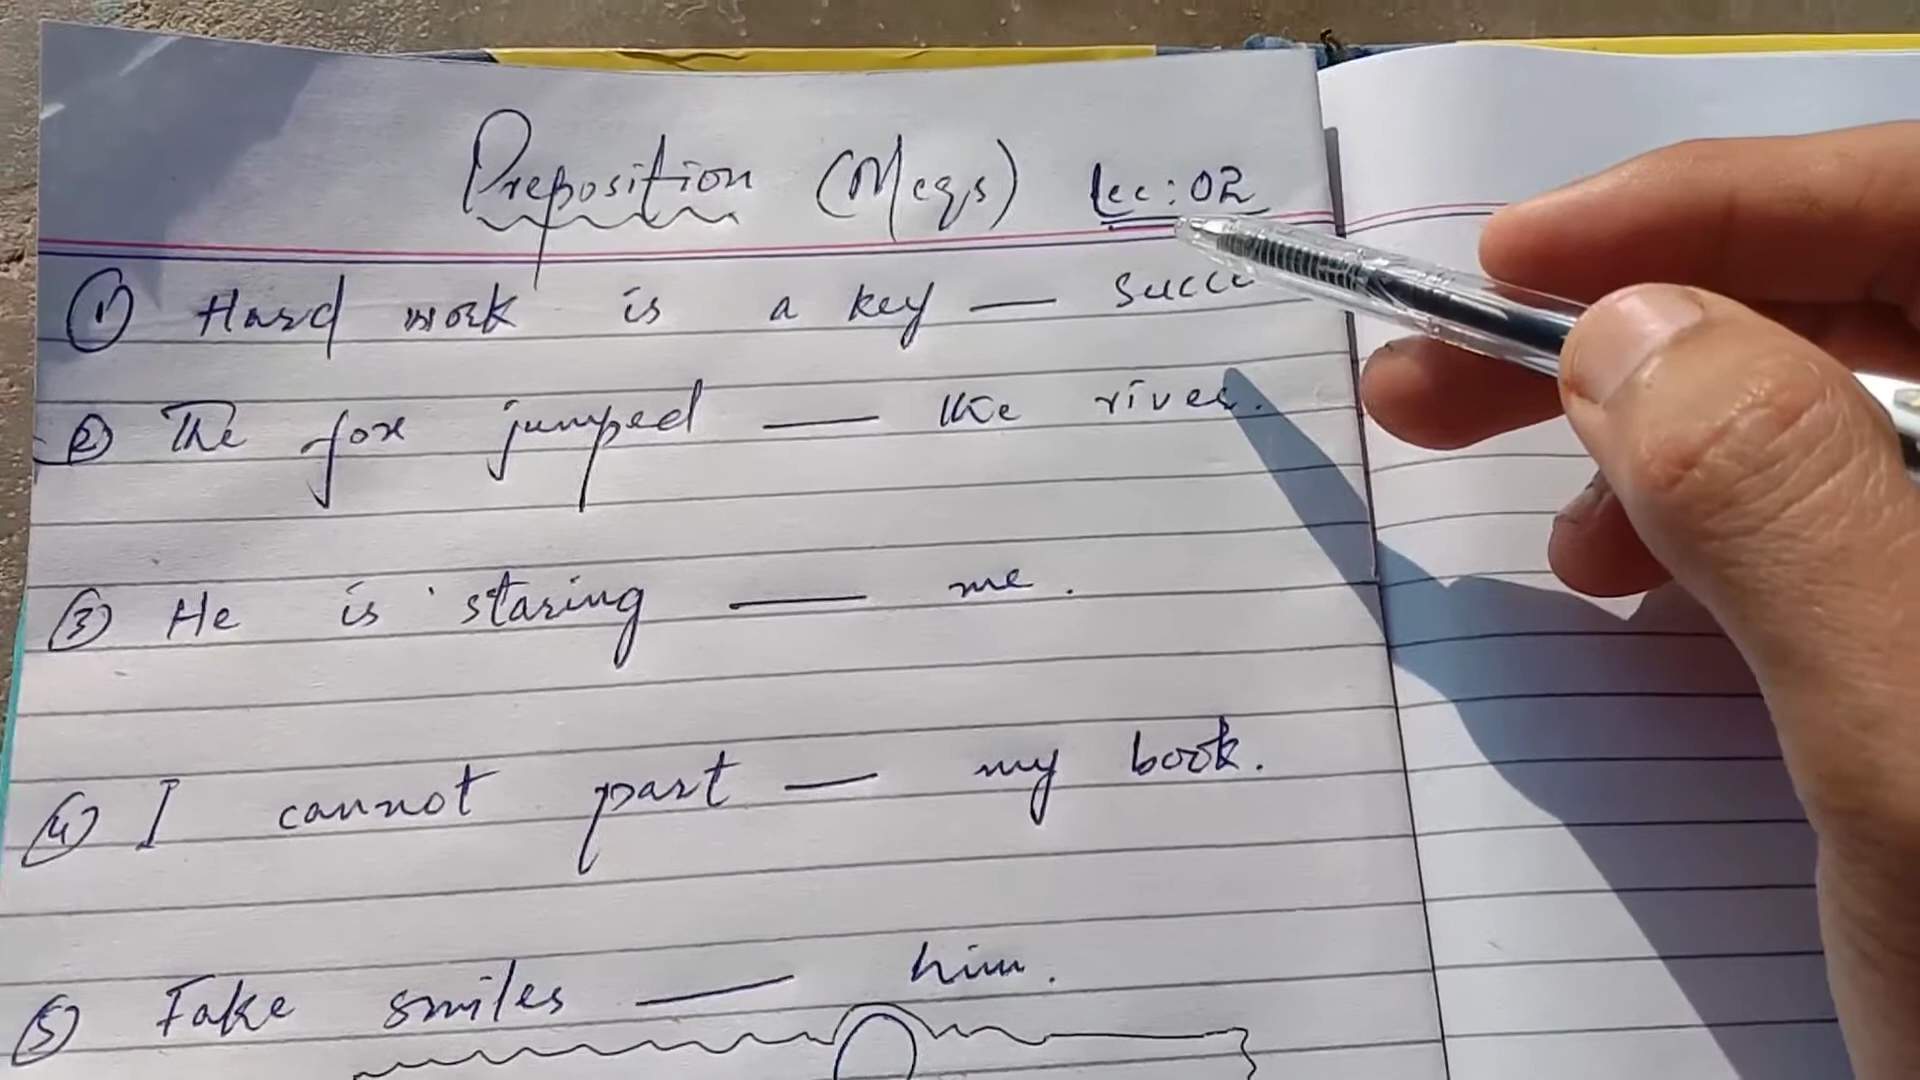 Preposition (Mcqs) Lec:02
① Hard work is a key — Succe
② The fox jumped — the river.
③ He is staring — me.
④ I cannot part — my book.
⑤ Fake smiles — him.